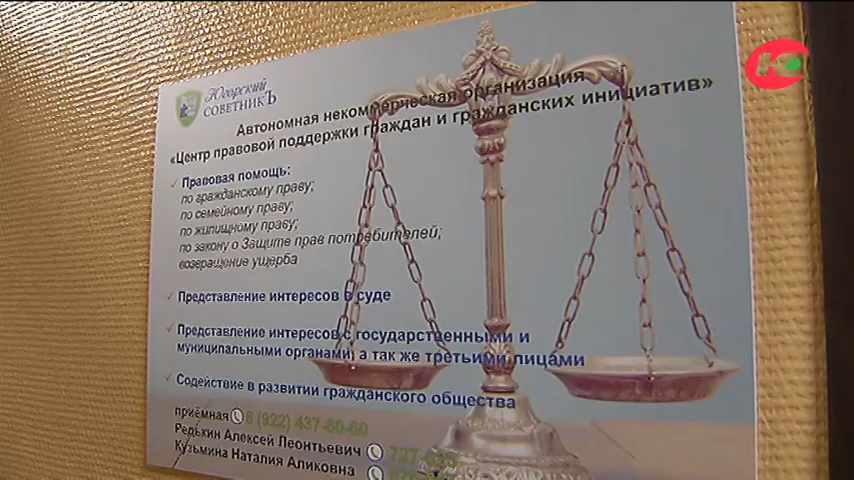 Югорский
СОВЕТНИКЪ
Ю
Автономная некоммерческая организация
«Центр правовой поддержки граждан и гражданских инициатив»
✓ Правовая помощь:
по гражданскому праву;
по семейному праву;
по жилищному праву;
по закону о Защите прав потребителей;
возвращение ущерба
✓ Представление интересов в суде
✓ Представление интересов с государственными и
муниципальными органами, а так же третьими лицами
✓ Содействие в развитии гражданского общества
приёмная 8 (922) 437-60-60
Редькин Алексей Леонтьевич
Кузьмина Наталия Аликовна